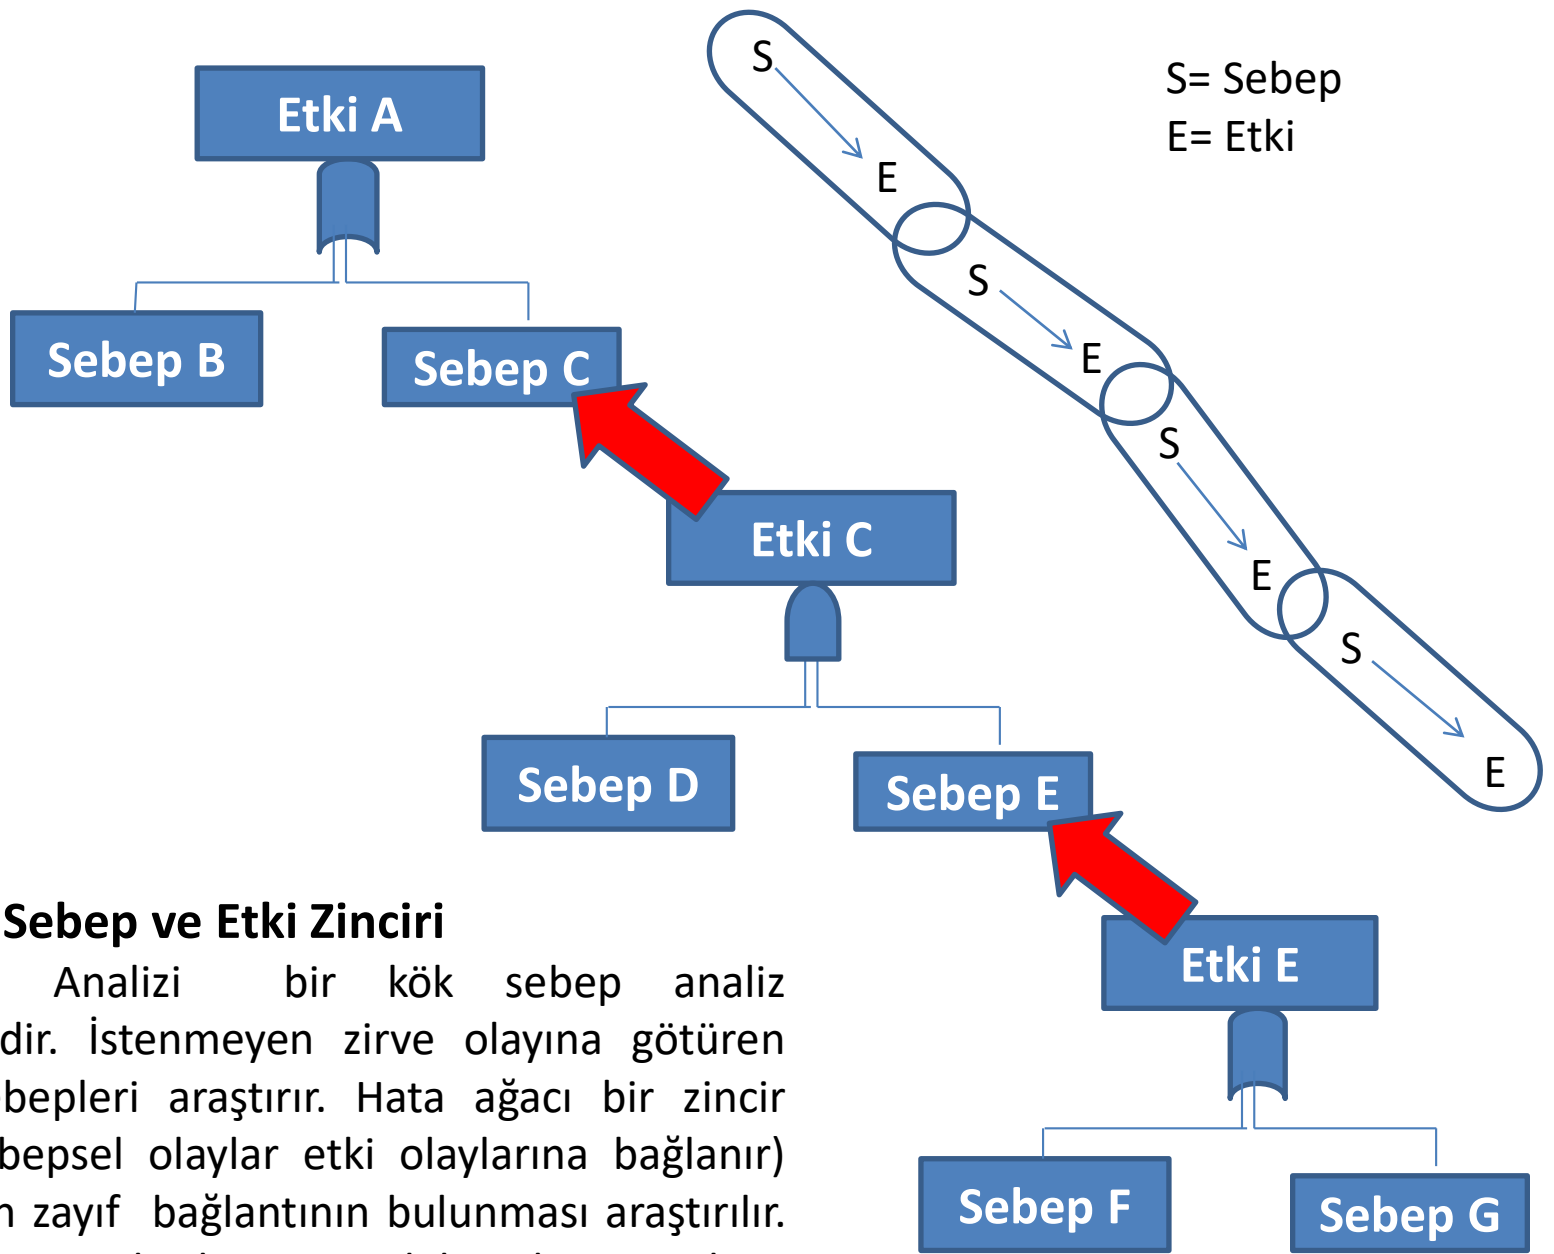 S
S= Sebep
E= Etki
Etki A
E
S
Sebep B
Sebep C
E
S
Etki C
E
S
Sebep D
Sebep E
E
Sebep ve Etki Zinciri
Analizi bir kök sebep analiz
dir. İstenmeyen zirve olayına götüren
bepleri araştırır. Hata ağacı bir zincir
bepsel olaylar etki olaylarına bağlanır)
n zayıf bağlantının bulunması araştırılır.
Etki E
Sebep F
Sebep G